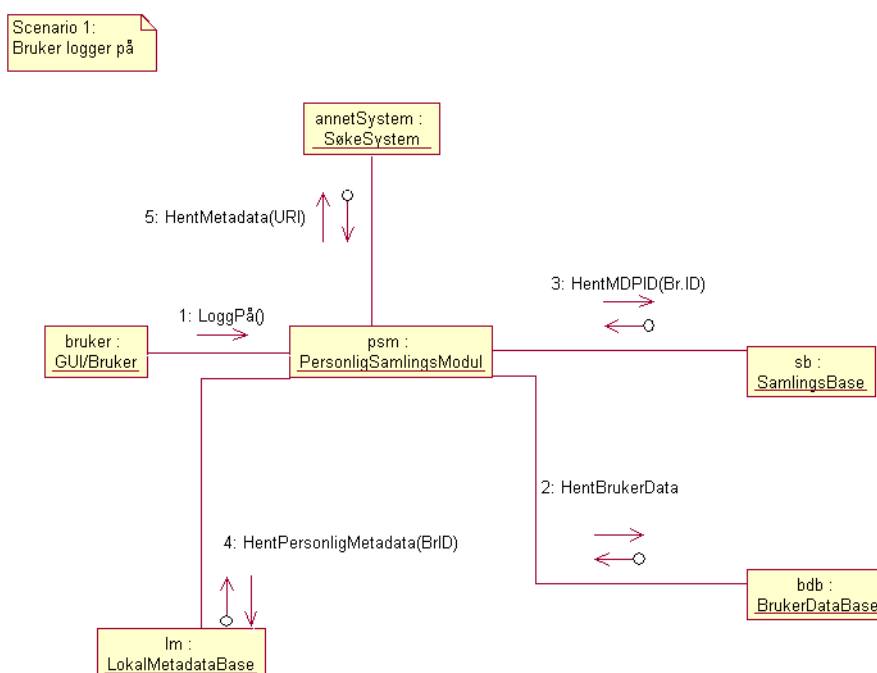 Scenario 1:
Bruker logger på
annetSystem :
SøkeSystem
5: HentMetadata(URI)
3: HentMDPID(Br.ID)
1: LoggPå()
bruker :
GUI/Bruker
psm :
PersonligSamlingsModul
sb :
SamlingsBase
2: HentBrukerData
4: HentPersonligMetadata(BrID)
bdb :
BrukerDataBase
lm :
LokalMetadataBase